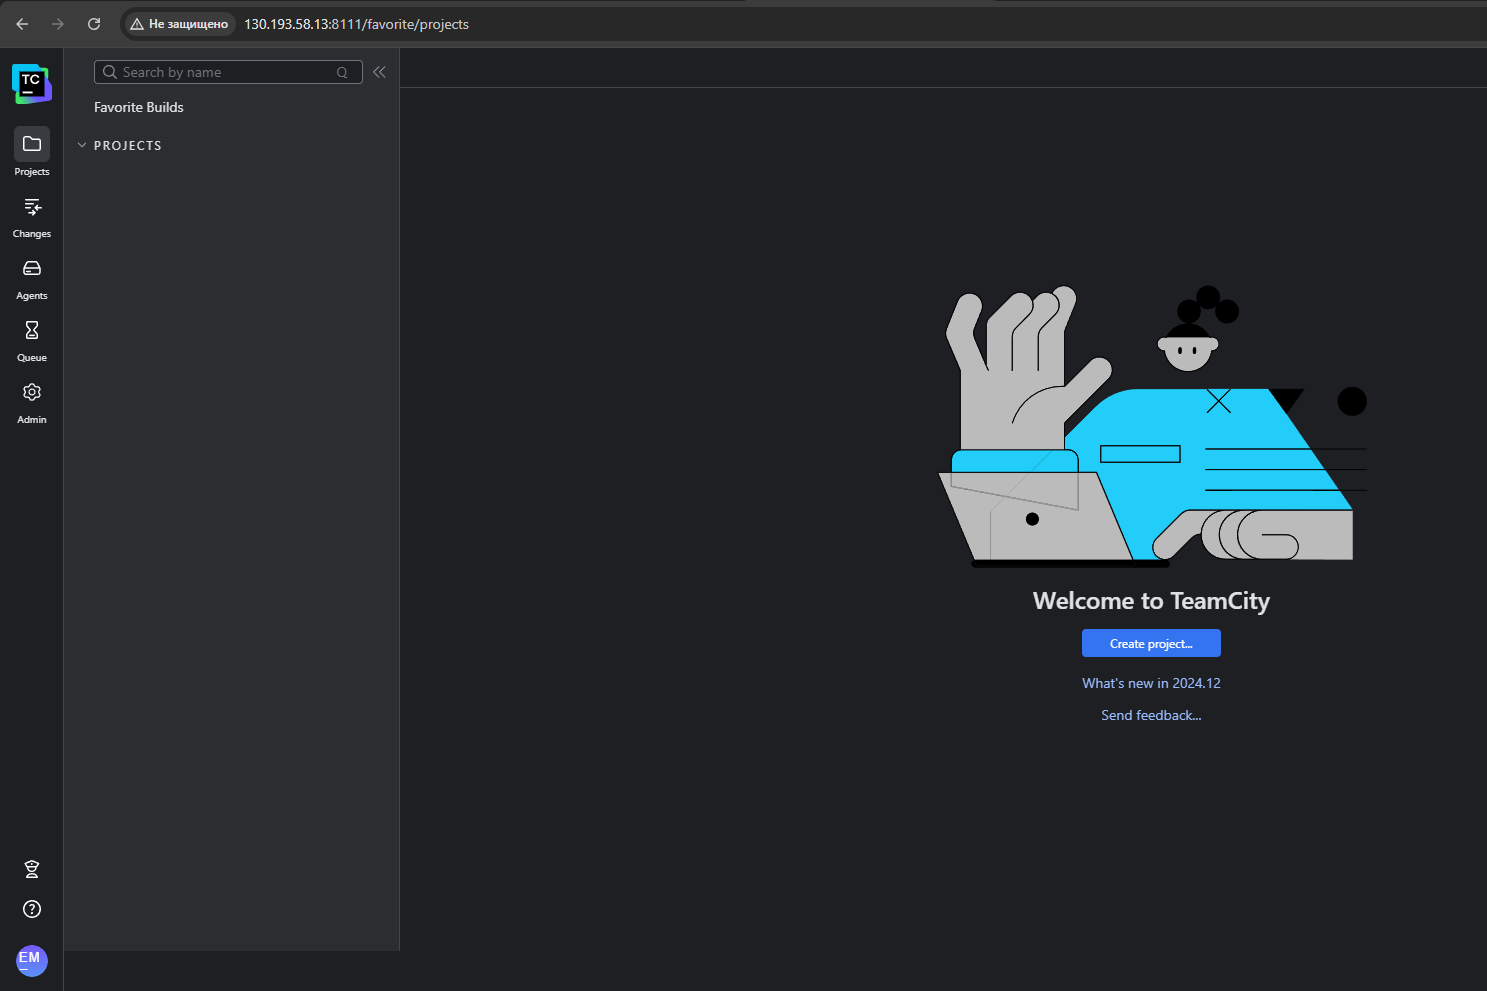 Не защищено
130.193.58.13:8111/favorite/projects
TC
Search by name
Q
Favorite Builds
PROJECTS
Projects
Changes
Agents
Queue
Admin
Welcome to TeamCity
Create project...
What's new in 2024.12
Send feedback...
EM